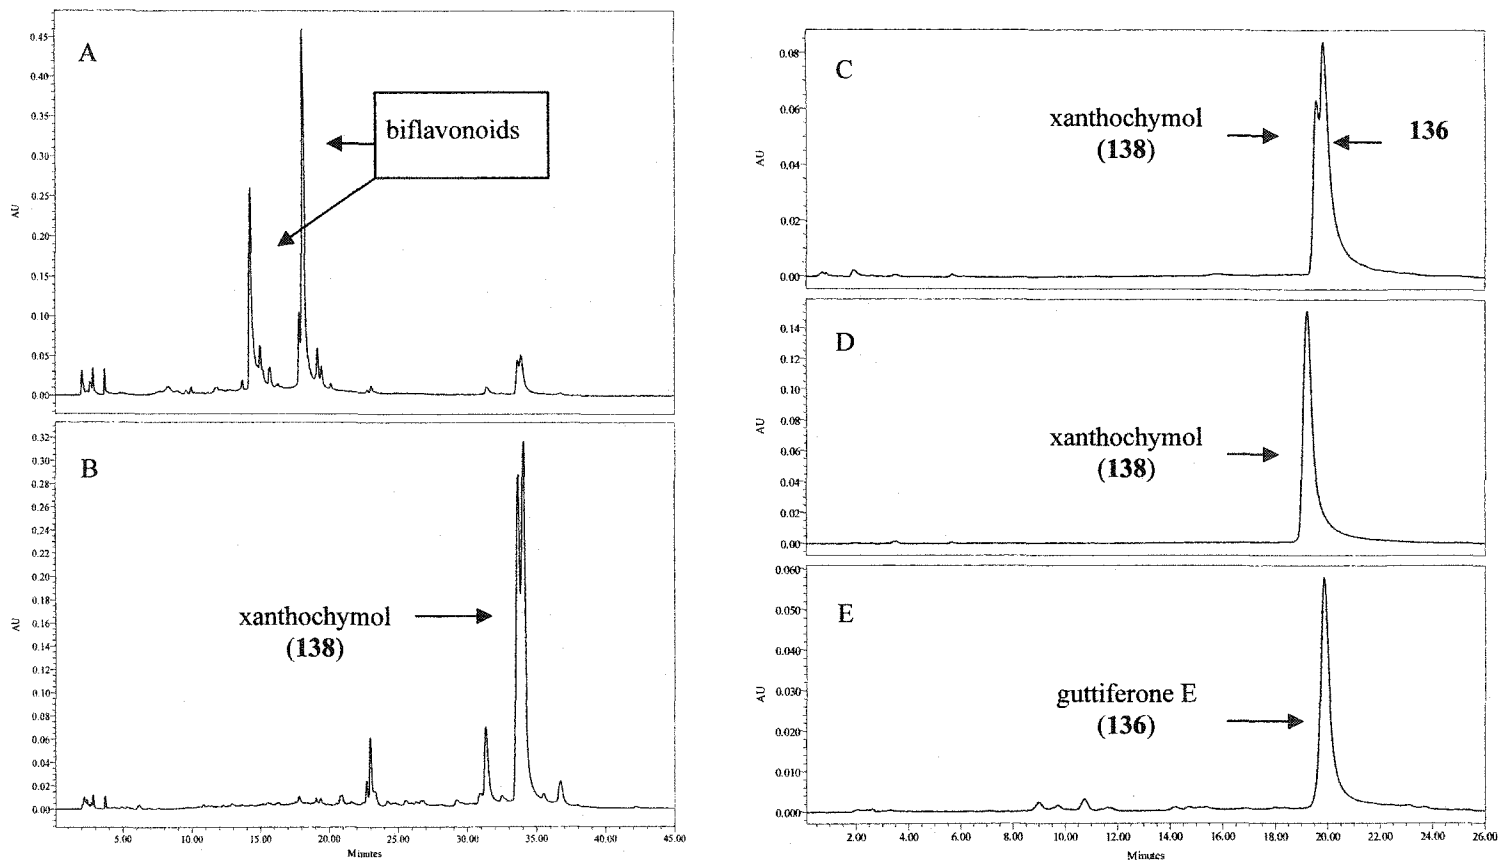 A
0.45
0.40
0.35
0.30
0.25
0.20
0.15
0.10
0.05
0.00
AU
biflavonoids
B
0.32
0.30
0.28
0.26
0.24
0.22
0.20
0.18
0.16
0.14
0.12
0.10
0.08
0.06
0.04
0.02
0.00
AU
xanthochymol
(138)
5.00 10.00 15.00 20.00 25.00 30.00 35.00 40.00 45.00
Minutes
C
0.08
0.06
0.04
0.02
0.00
AU
xanthochymol
(138)
136
D
0.14
0.12
0.10
0.08
0.06
0.04
0.02
0.00
AU
xanthochymol
(138)
E
0.060
0.050
0.040
0.030
0.020
0.010
0.000
AU
guttiferone E
(136)
2.00 4.00 6.00 8.00 10.00 12.00 14.00 16.00 18.00 20.00 22.00 24.00 26.00
Minutes